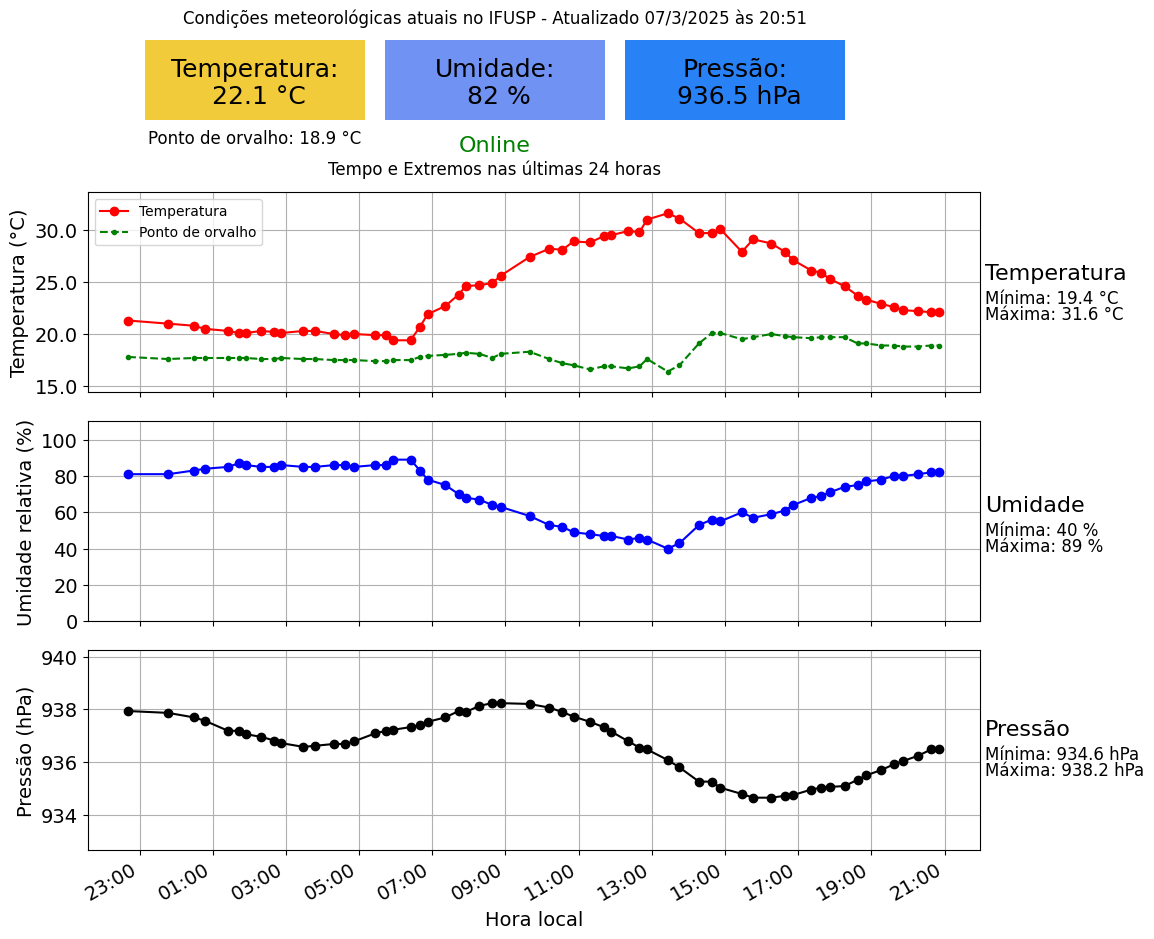 Condições meteorológicas atuais no IFUSP - Atualizado 07/3/2025 às 20:51
Temperatura:
22.1 °C
Umidade:
82 %
Pressão:
936.5 hPa
Ponto de orvalho: 18.9 °C
Online
Tempo e Extremos nas últimas 24 horas
Temperatura (°C)
30.0
25.0
20.0
15.0
Temperatura
Ponto de orvalho
Temperatura
Mínima: 19.4 °C
Máxima: 31.6 °C
Umidade relativa (%)
100
80
60
40
20
0
Umidade
Mínima: 40 %
Máxima: 89 %
Pressão (hPa)
940
938
936
934
Pressão
Mínima: 934.6 hPa
Máxima: 938.2 hPa
23:00 01:00 03:00 05:00 07:00 09:00 11:00 13:00 15:00 17:00 19:00 21:00
Hora local